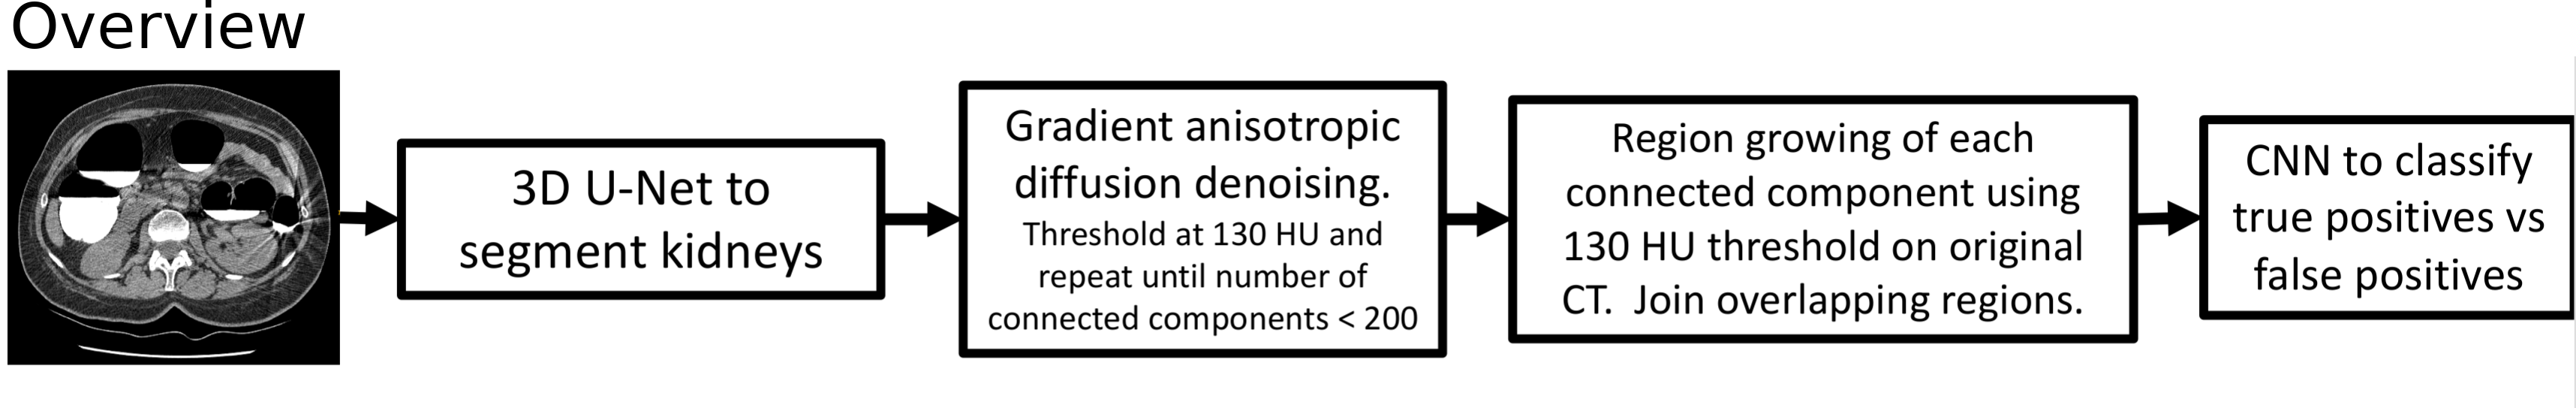 Overview
3D U-Net to
segment kidneys
Gradient anisotropic
diffusion denoising.
Threshold at 130 HU and
repeat until number of
connected components < 200
Region growing of each
connected component using
130 HU threshold on original
CT.  Join overlapping regions.
CNN to classify
true positives vs
false positives